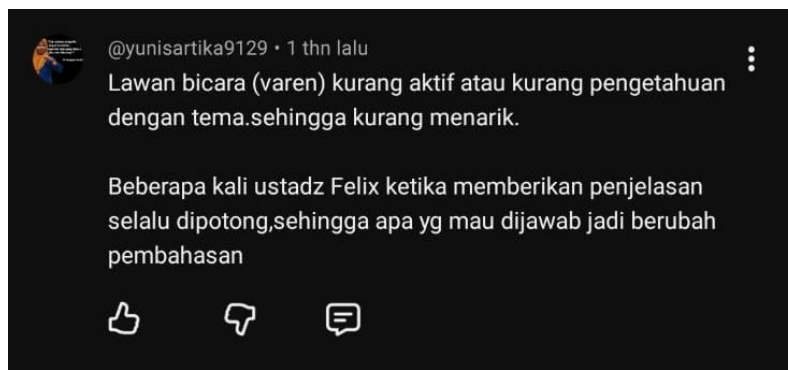 @yunisartika9129 • 1 thn lalu
Lawan bicara (varen) kurang aktif atau kurang pengetahuan
dengan tema.sehingga kurang menarik.
Beberapa kali ustadz Felix ketika memberikan penjelasan
selalu dipotong,sehingga apa yg mau dijawab jadi berubah
pembahasan